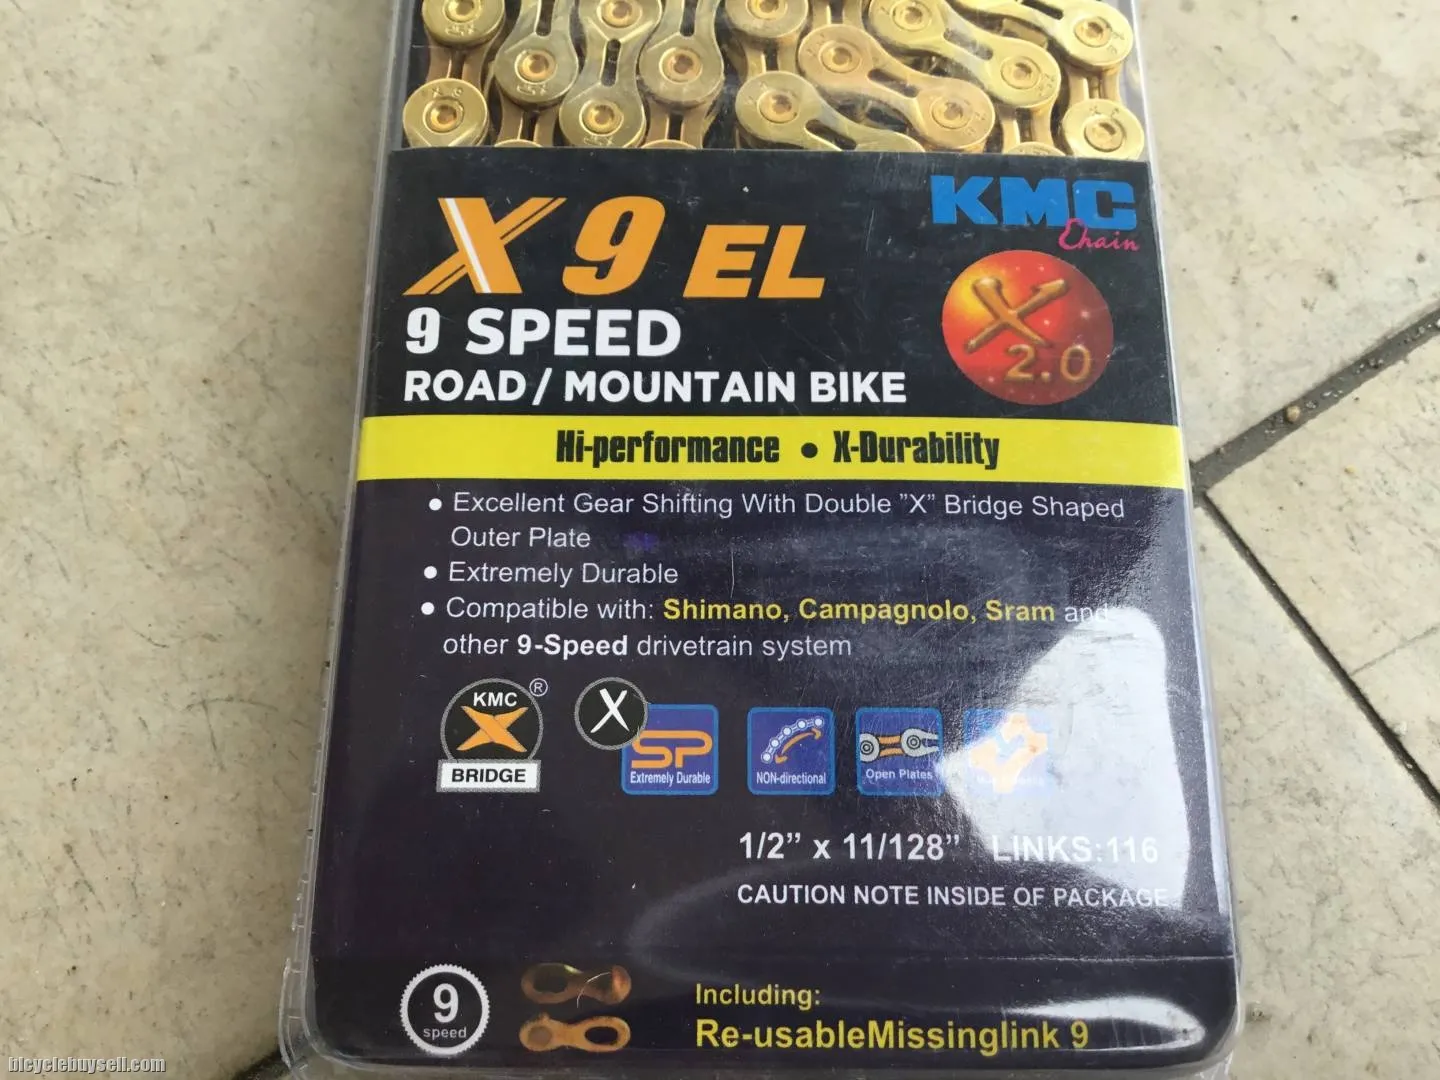 KMC
Chain
X9 EL
X
2.0
9 SPEED
ROAD / MOUNTAIN BIKE
Hi-performance • X-Durability
• Excellent Gear Shifting With Double "X" Bridge Shaped
Outer Plate
• Extremely Durable
• Compatible with: Shimano, Campagnolo, Sram and
other 9-Speed drivetrain system
KMC
X
®
BRIDGE
X
SP
Extremely Durable
NON-directional
Open Plates
1/2" x 11/128" LINKS:116
CAUTION NOTE INSIDE OF PACKAGE
9
speed
Including:
Re-usableMissinglink 9
bicyclebuysell.com